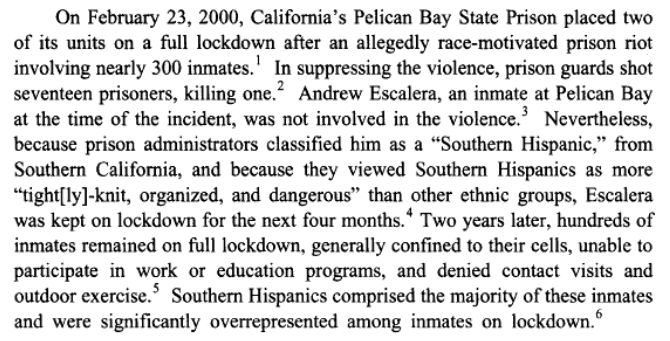 On February 23, 2000, California's Pelican Bay State Prison placed two
of its units on a full lockdown after an allegedly race-motivated prison riot
involving nearly 300 inmates.1 In suppressing the violence, prison guards shot
seventeen prisoners, killing one.2 Andrew Escalera, an inmate at Pelican Bay
at the time of the incident, was not involved in the violence.3 Nevertheless,
because prison administrators classified him as a “Southern Hispanic,” from
Southern California, and because they viewed Southern Hispanics as more
“tight[ly]-knit, organized, and dangerous” than other ethnic groups, Escalera
was kept on lockdown for the next four months.4 Two years later, hundreds of
inmates remained on full lockdown, generally confined to their cells, unable to
participate in work or education programs, and denied contact visits and
outdoor exercise.5 Southern Hispanics comprised the majority of these inmates
and were significantly overrepresented among inmates on lockdown.6